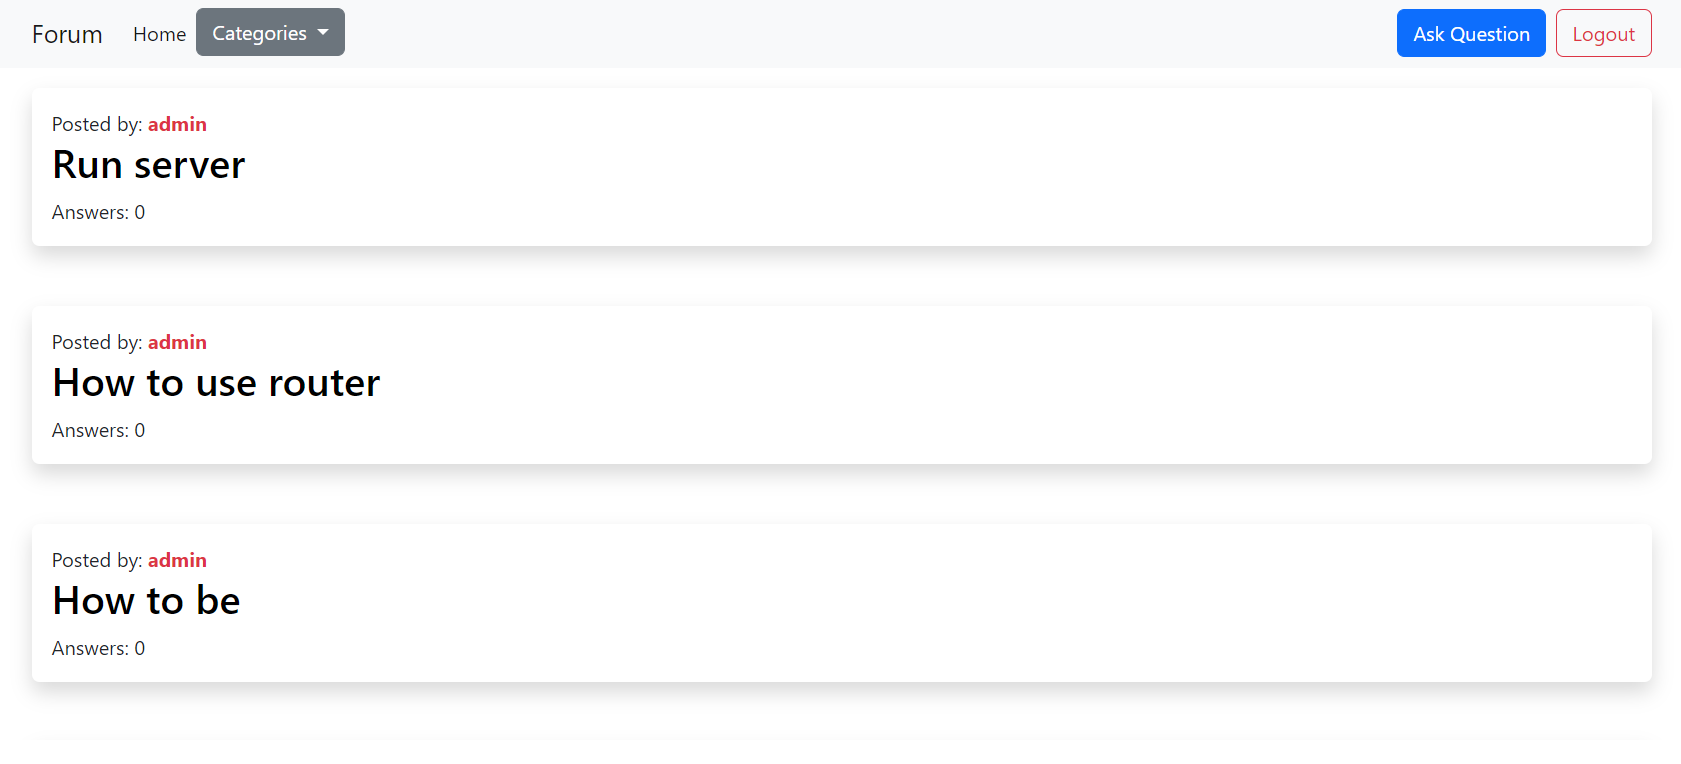 Forum Home Categories Ask Question Logout
Posted by: admin
Run server
Answers: 0
Posted by: admin
How to use router
Answers: 0
Posted by: admin
How to be
Answers: 0